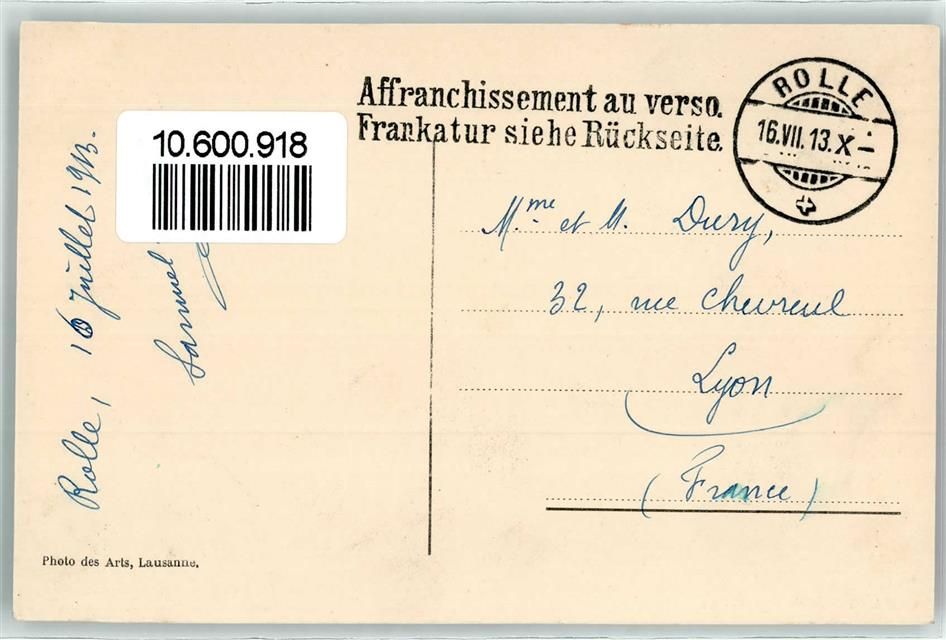 Affranchissement au verso.
Frankatur siehe Rückseite.
ROLLE
16.VII.13.X–
10.600.918
Rolle, 16 Juillet 1913.
Samuel
Mme et M. Dury,
32, rue Chevreul
Lyon
(France)
Photo des Arts, Lausanne.